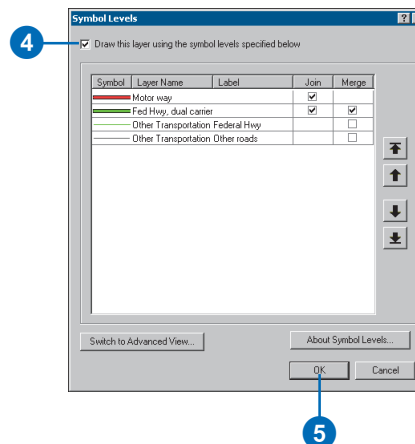 Symbol Levels
4
Draw this layer using the symbol levels specified below
Symbol Layer Name Label Join Merge
Motor way
Fed Hwy, dual carrier
Other Transportation Federal Hwy
Other Transportation Other roads
Switch to Advanced View...
About Symbol Levels...
OK Cancel
5